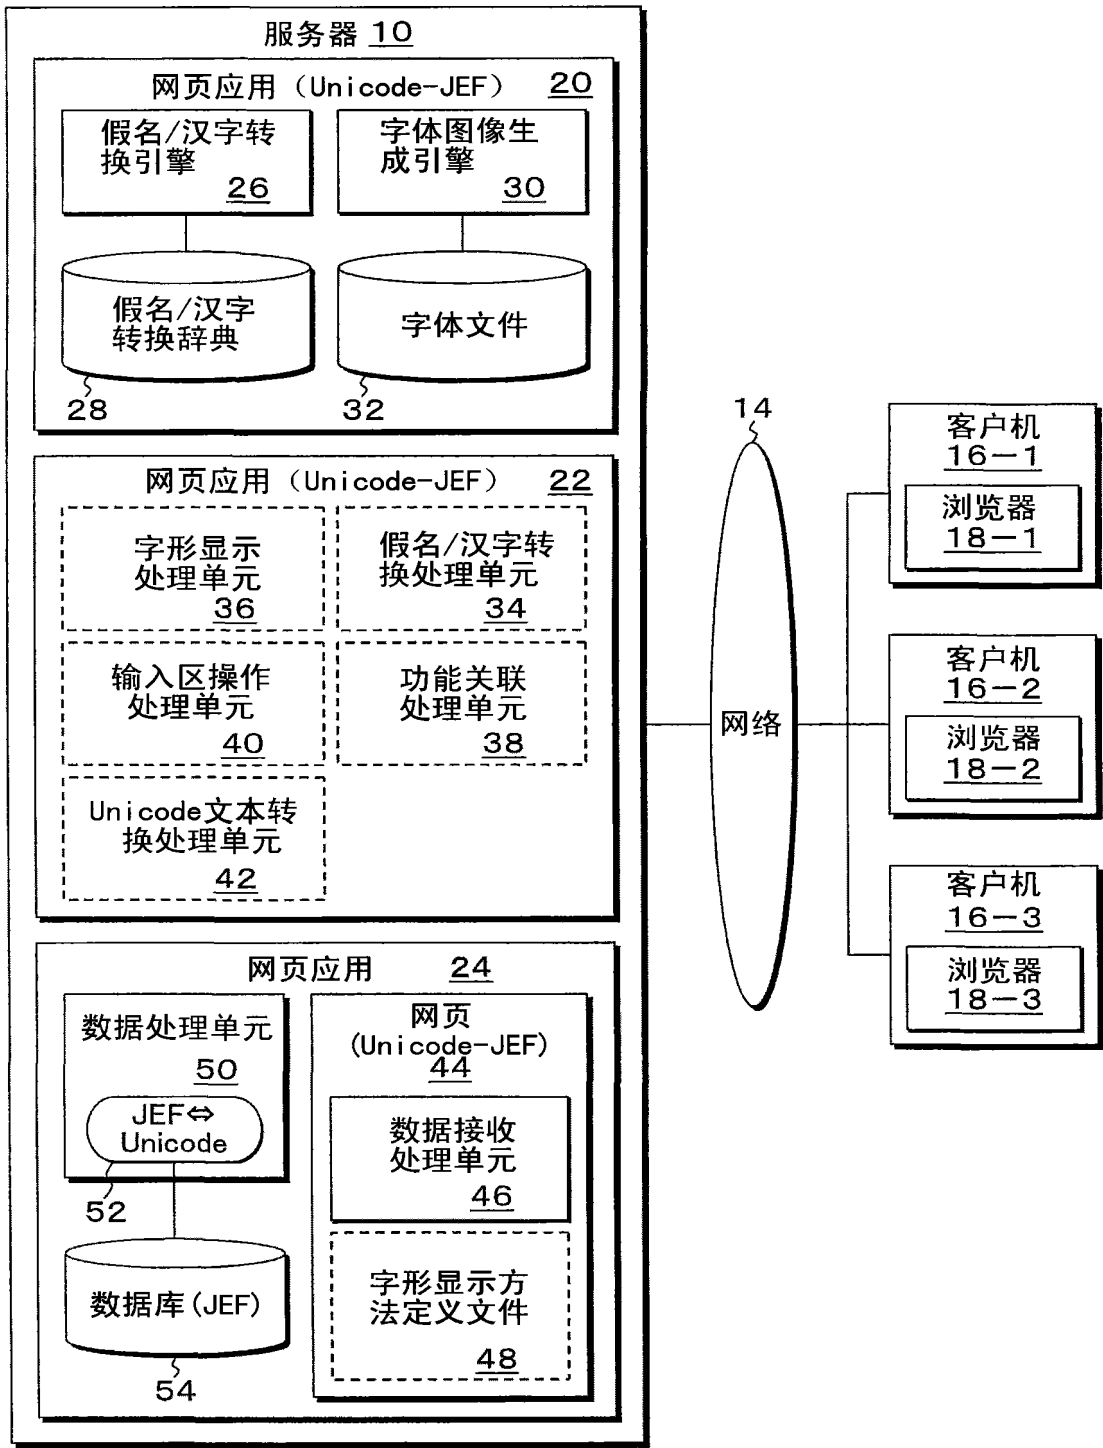 服务器 10
网页应用（Unicode-JEF） 20
假名/汉字转
换引擎
26
字体图像生
成引擎
30
假名/汉字
转换辞典
28
字体文件
32
网页应用（Unicode-JEF） 22
字形显示
处理单元
36
假名/汉字转
换处理单元
34
输入区操作
处理单元
40
功能关联
处理单元
38
Unicode文本转
换处理单元
42
网页应用 24
数据处理单元
50
JEF⇔
Unicode
52
数据库(JEF)
54
网页
(Unicode-JEF)
44
数据接收
处理单元
46
字形显示方
法定义文件
48
14
网络
客户机
16-1
浏览器
18-1
客户机
16-2
浏览器
18-2
客户机
16-3
浏览器
18-3